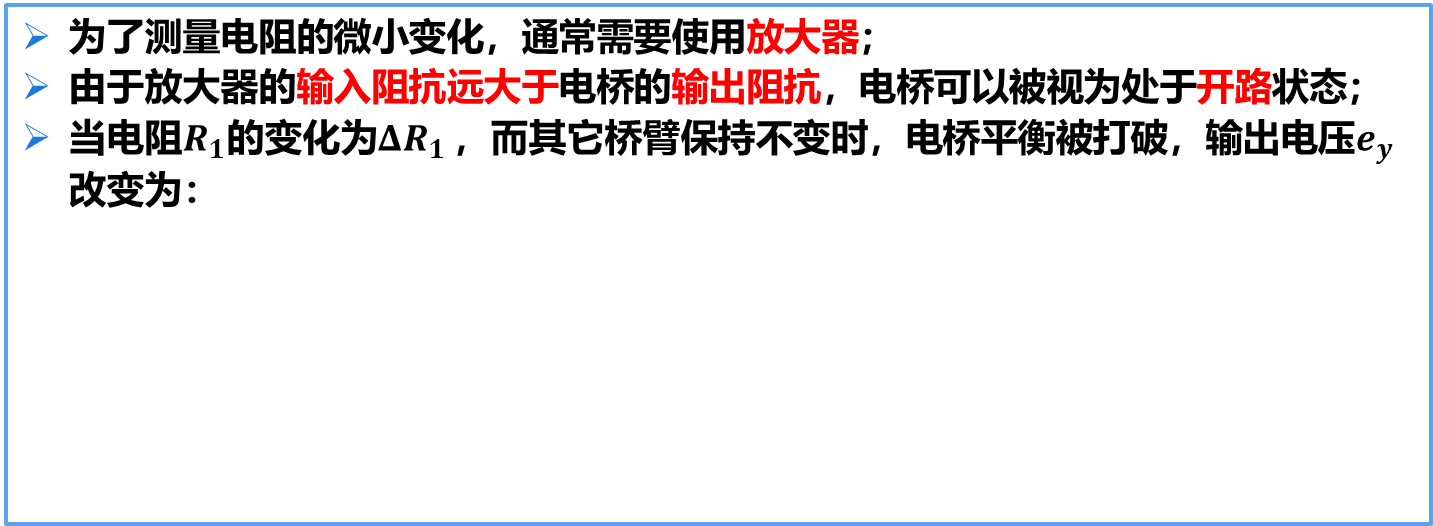 ➢ 为了测量电阻的微小变化，通常需要使用放大器；
➢ 由于放大器的输入阻抗远大于电桥的输出阻抗，电桥可以被视为处于开路状态；
➢ 当电阻R₁的变化为ΔR₁ ，而其它桥臂保持不变时，电桥平衡被打破，输出电压e_y
改变为：